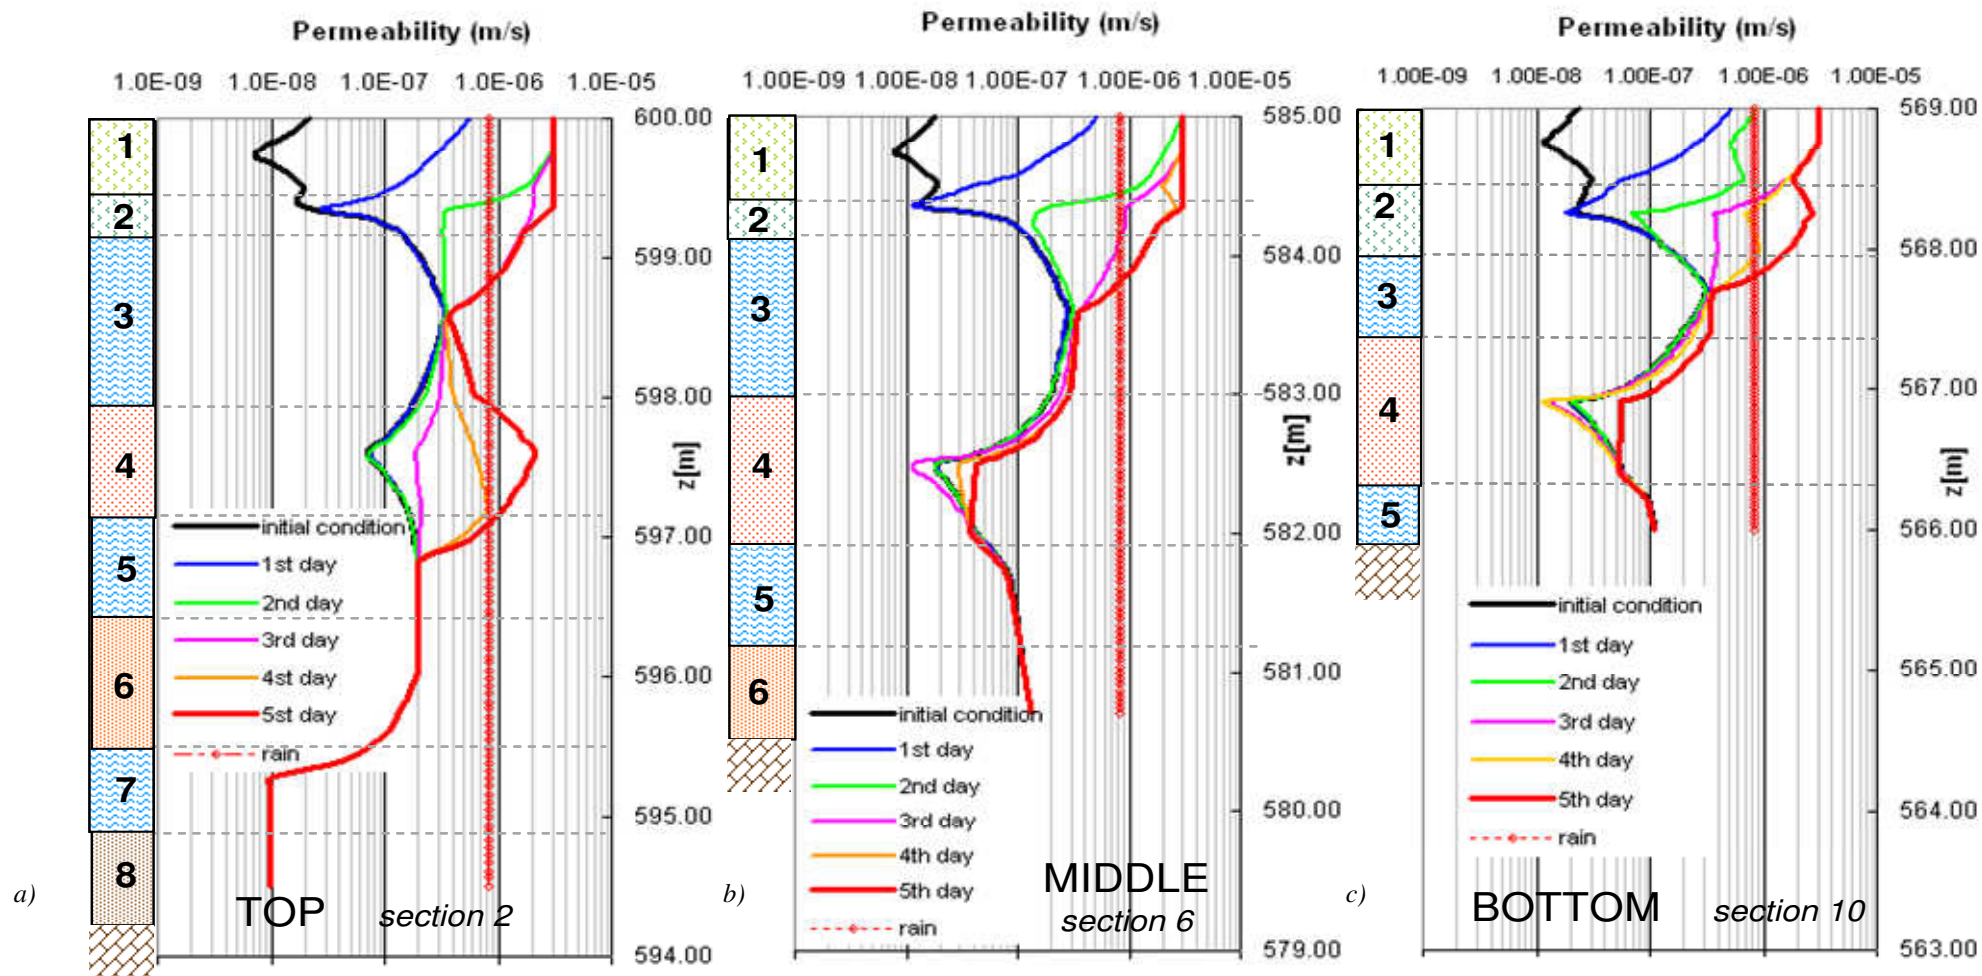 Permeability (m/s)
1.0E-09 1.0E-08 1.0E-07 1.0E-06 1.0E-05
600.00
599.00
598.00
597.00
596.00
595.00
594.00
z[m]
1
2
3
4
5
6
7
8
initial condition
1st day
2nd day
3rd day
4st day
5st day
rain
a)
TOP section 2
Permeability (m/s)
1.00E-09 1.00E-08 1.00E-07 1.00E-06 1.00E-05
585.00
584.00
583.00
582.00
581.00
580.00
579.00
z[m]
1
2
3
4
5
6
initial condition
1st day
2nd day
3rd day
4th day
5th day
rain
b)
MIDDLE
section 6
Permeability (m/s)
1.00E-09 1.00E-08 1.00E-07 1.00E-06 1.00E-05
569.00
568.00
567.00
566.00
565.00
564.00
563.00
z[m]
1
2
3
4
5
initial condition
1st day
2nd day
3rd day
4th day
5th day
rain
c)
BOTTOM section 10